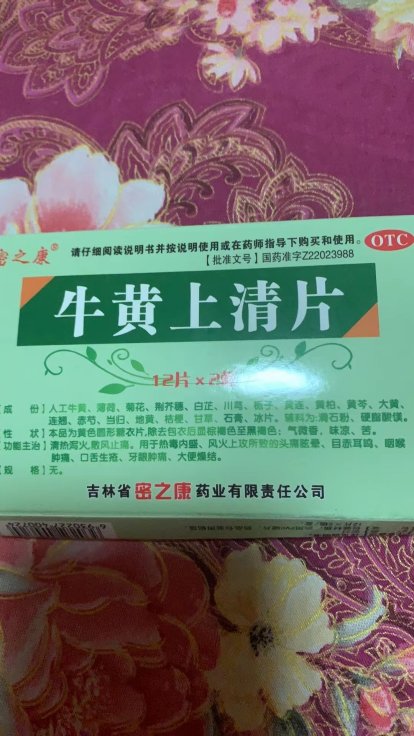 密之康®
请仔细阅读说明书并按说明使用或在药师指导下购买和使用。
OTC
【批准文号】国药准字Z22023988
牛黄上清片
12片×2
成 份】人工牛黄、薄荷、菊花、荆芥穗、白芷、川芎、栀子、黄连、黄柏、黄芩、大黄、
连翘、赤芍、当归、地黄、桔梗、甘草、石膏、冰片。辅料为:滑石粉、硬脂酸镁。
性 状】本品为黄色圆形糖衣片,除去包衣后显棕褐色至黑褐色;气微香,味凉、苦。
功能主治】清热泻火散风止痛。用于热毒内盛、风火上攻所致的头痛眩晕、目赤耳鸣、咽喉
肿痛、口舌生疮、牙龈肿痛、大便燥结。
规 格】无。
吉林省密之康药业有限责任公司